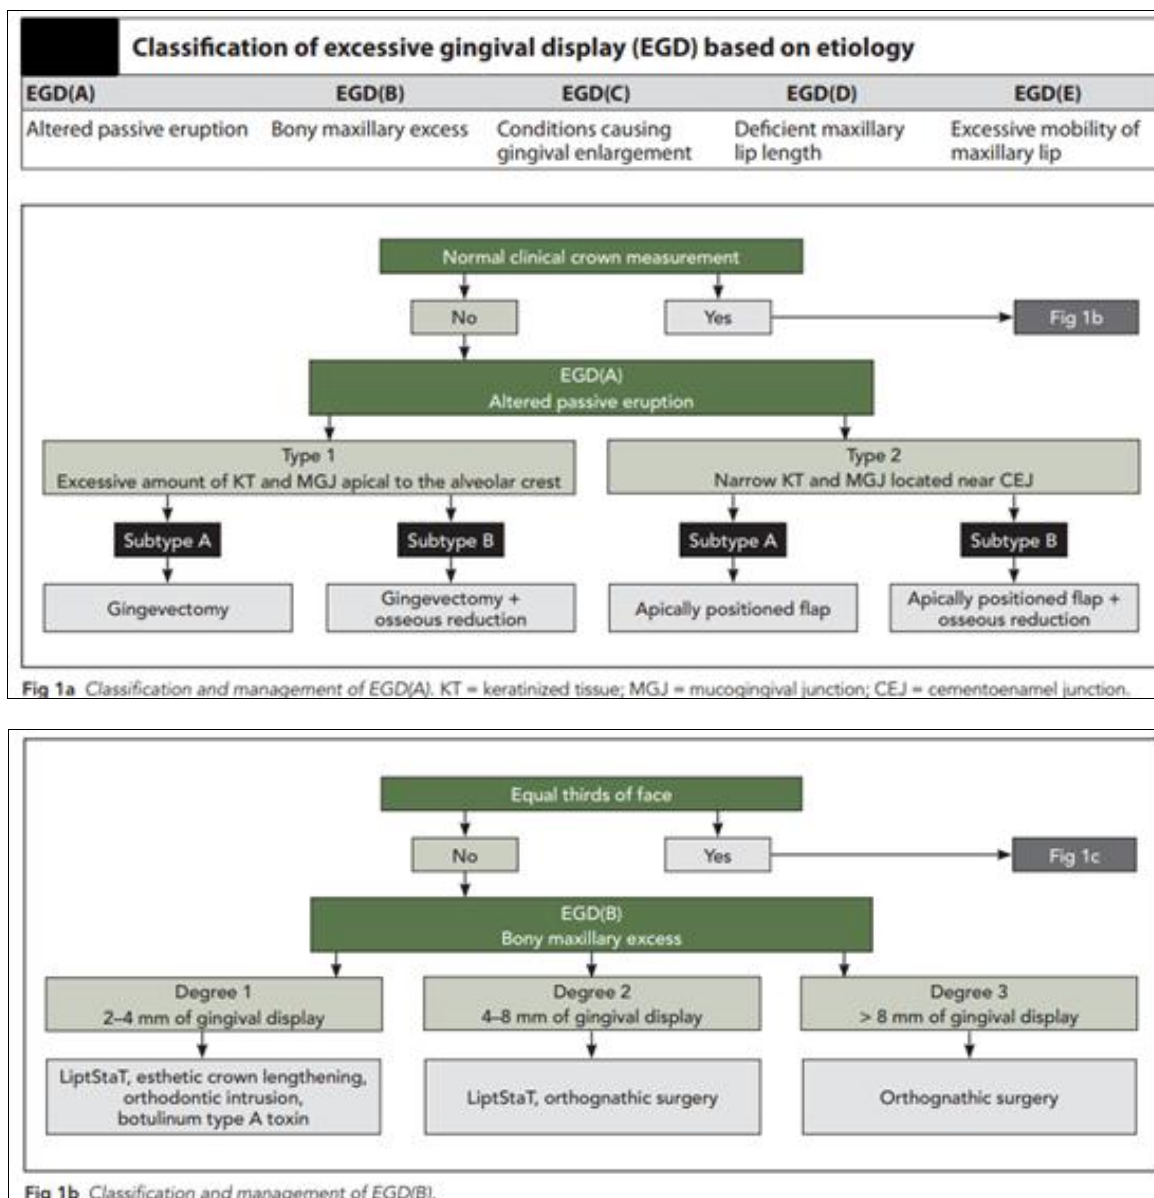 Classification of excessive gingival display (EGD) based on etiology
EGD(A) EGD(B) EGD(C) EGD(D) EGD(E)
Altered passive eruption Bony maxillary excess Conditions causing Deficient maxillary Excessive mobility of
gingival enlargement lip length maxillary lip
Normal clinical crown measurement
No Yes Fig 1b
EGD(A)
Altered passive eruption
Type 1 Type 2
Excessive amount of KT and MGJ apical to the alveolar crest Narrow KT and MGJ located near CEJ
Subtype A Subtype B Subtype A Subtype B
Gingevectomy Gingevectomy + Apically positioned flap Apically positioned flap +
osseous reduction osseous reduction
Fig 1a Classification and management of EGD(A). KT = keratinized tissue; MGJ = mucogingival junction; CEJ = cementoenamel junction.
Equal thirds of face
No Yes Fig 1c
EGD(B)
Bony maxillary excess
Degree 1 Degree 2 Degree 3
2–4 mm of gingival display 4–8 mm of gingival display > 8 mm of gingival display
LiptStaT, esthetic crown lengthening,
orthodontic intrusion, LiptStaT, orthognathic surgery Orthognathic surgery
botulinum type A toxin
Fig 1b Classification and management of EGD(B).